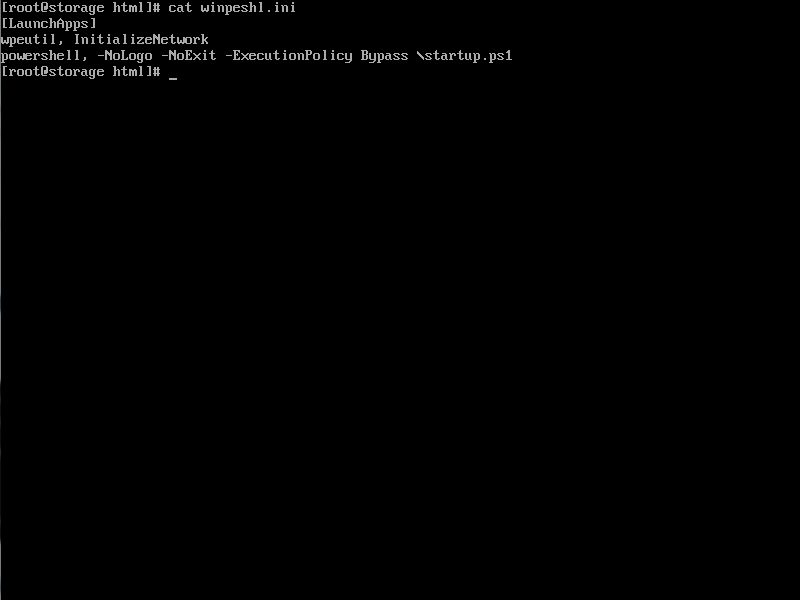 [root@storage html]# cat winpeshl.ini
[LaunchApps]
wpeutil, InitializeNetwork
powershell, -NoLogo -NoExit -ExecutionPolicy Bypass \startup.ps1
[root@storage html]# _